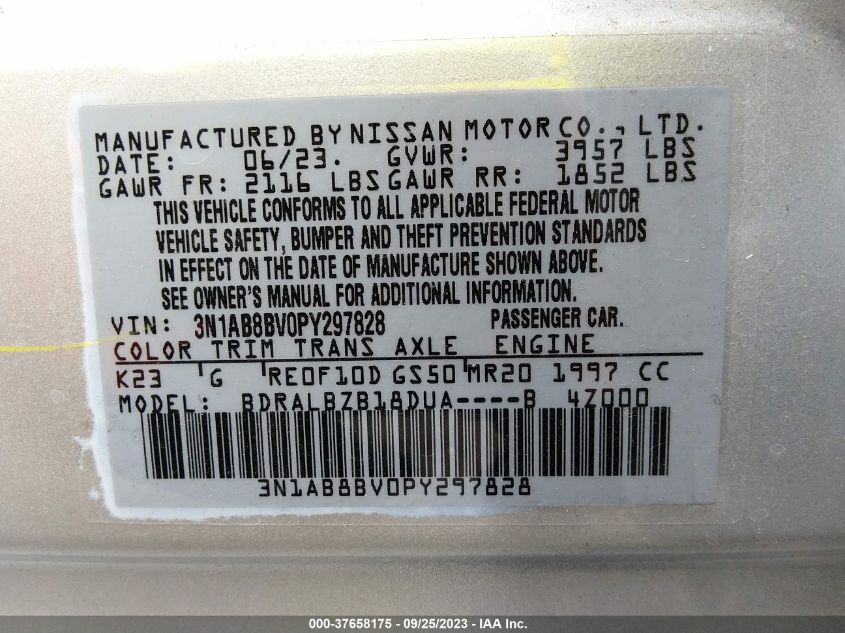 MANUFACTURED BY NISSAN MOTOR CO., LTD.
DATE: 06/23. GVWR: 3957 LBS
GAWR FR: 2116 LBS GAWR RR: 1852 LBS
THIS VEHICLE CONFORMS TO ALL APPLICABLE FEDERAL MOTOR
VEHICLE SAFETY, BUMPER AND THEFT PREVENTION STANDARDS
IN EFFECT ON THE DATE OF MANUFACTURE SHOWN ABOVE.
SEE OWNER'S MANUAL FOR ADDITIONAL INFORMATION.
VIN: 3N1AB8BV0PY297828 PASSENGER CAR.
COLOR TRIM TRANS AXLE ENGINE
K23 G RE0F10D GS50 MR20 1997 CC
MODEL: BDRALBZB18DUA----B 4Z000
3N1AB8BV0PY297828
000-37658175 - 09/25/2023 - IAA Inc.